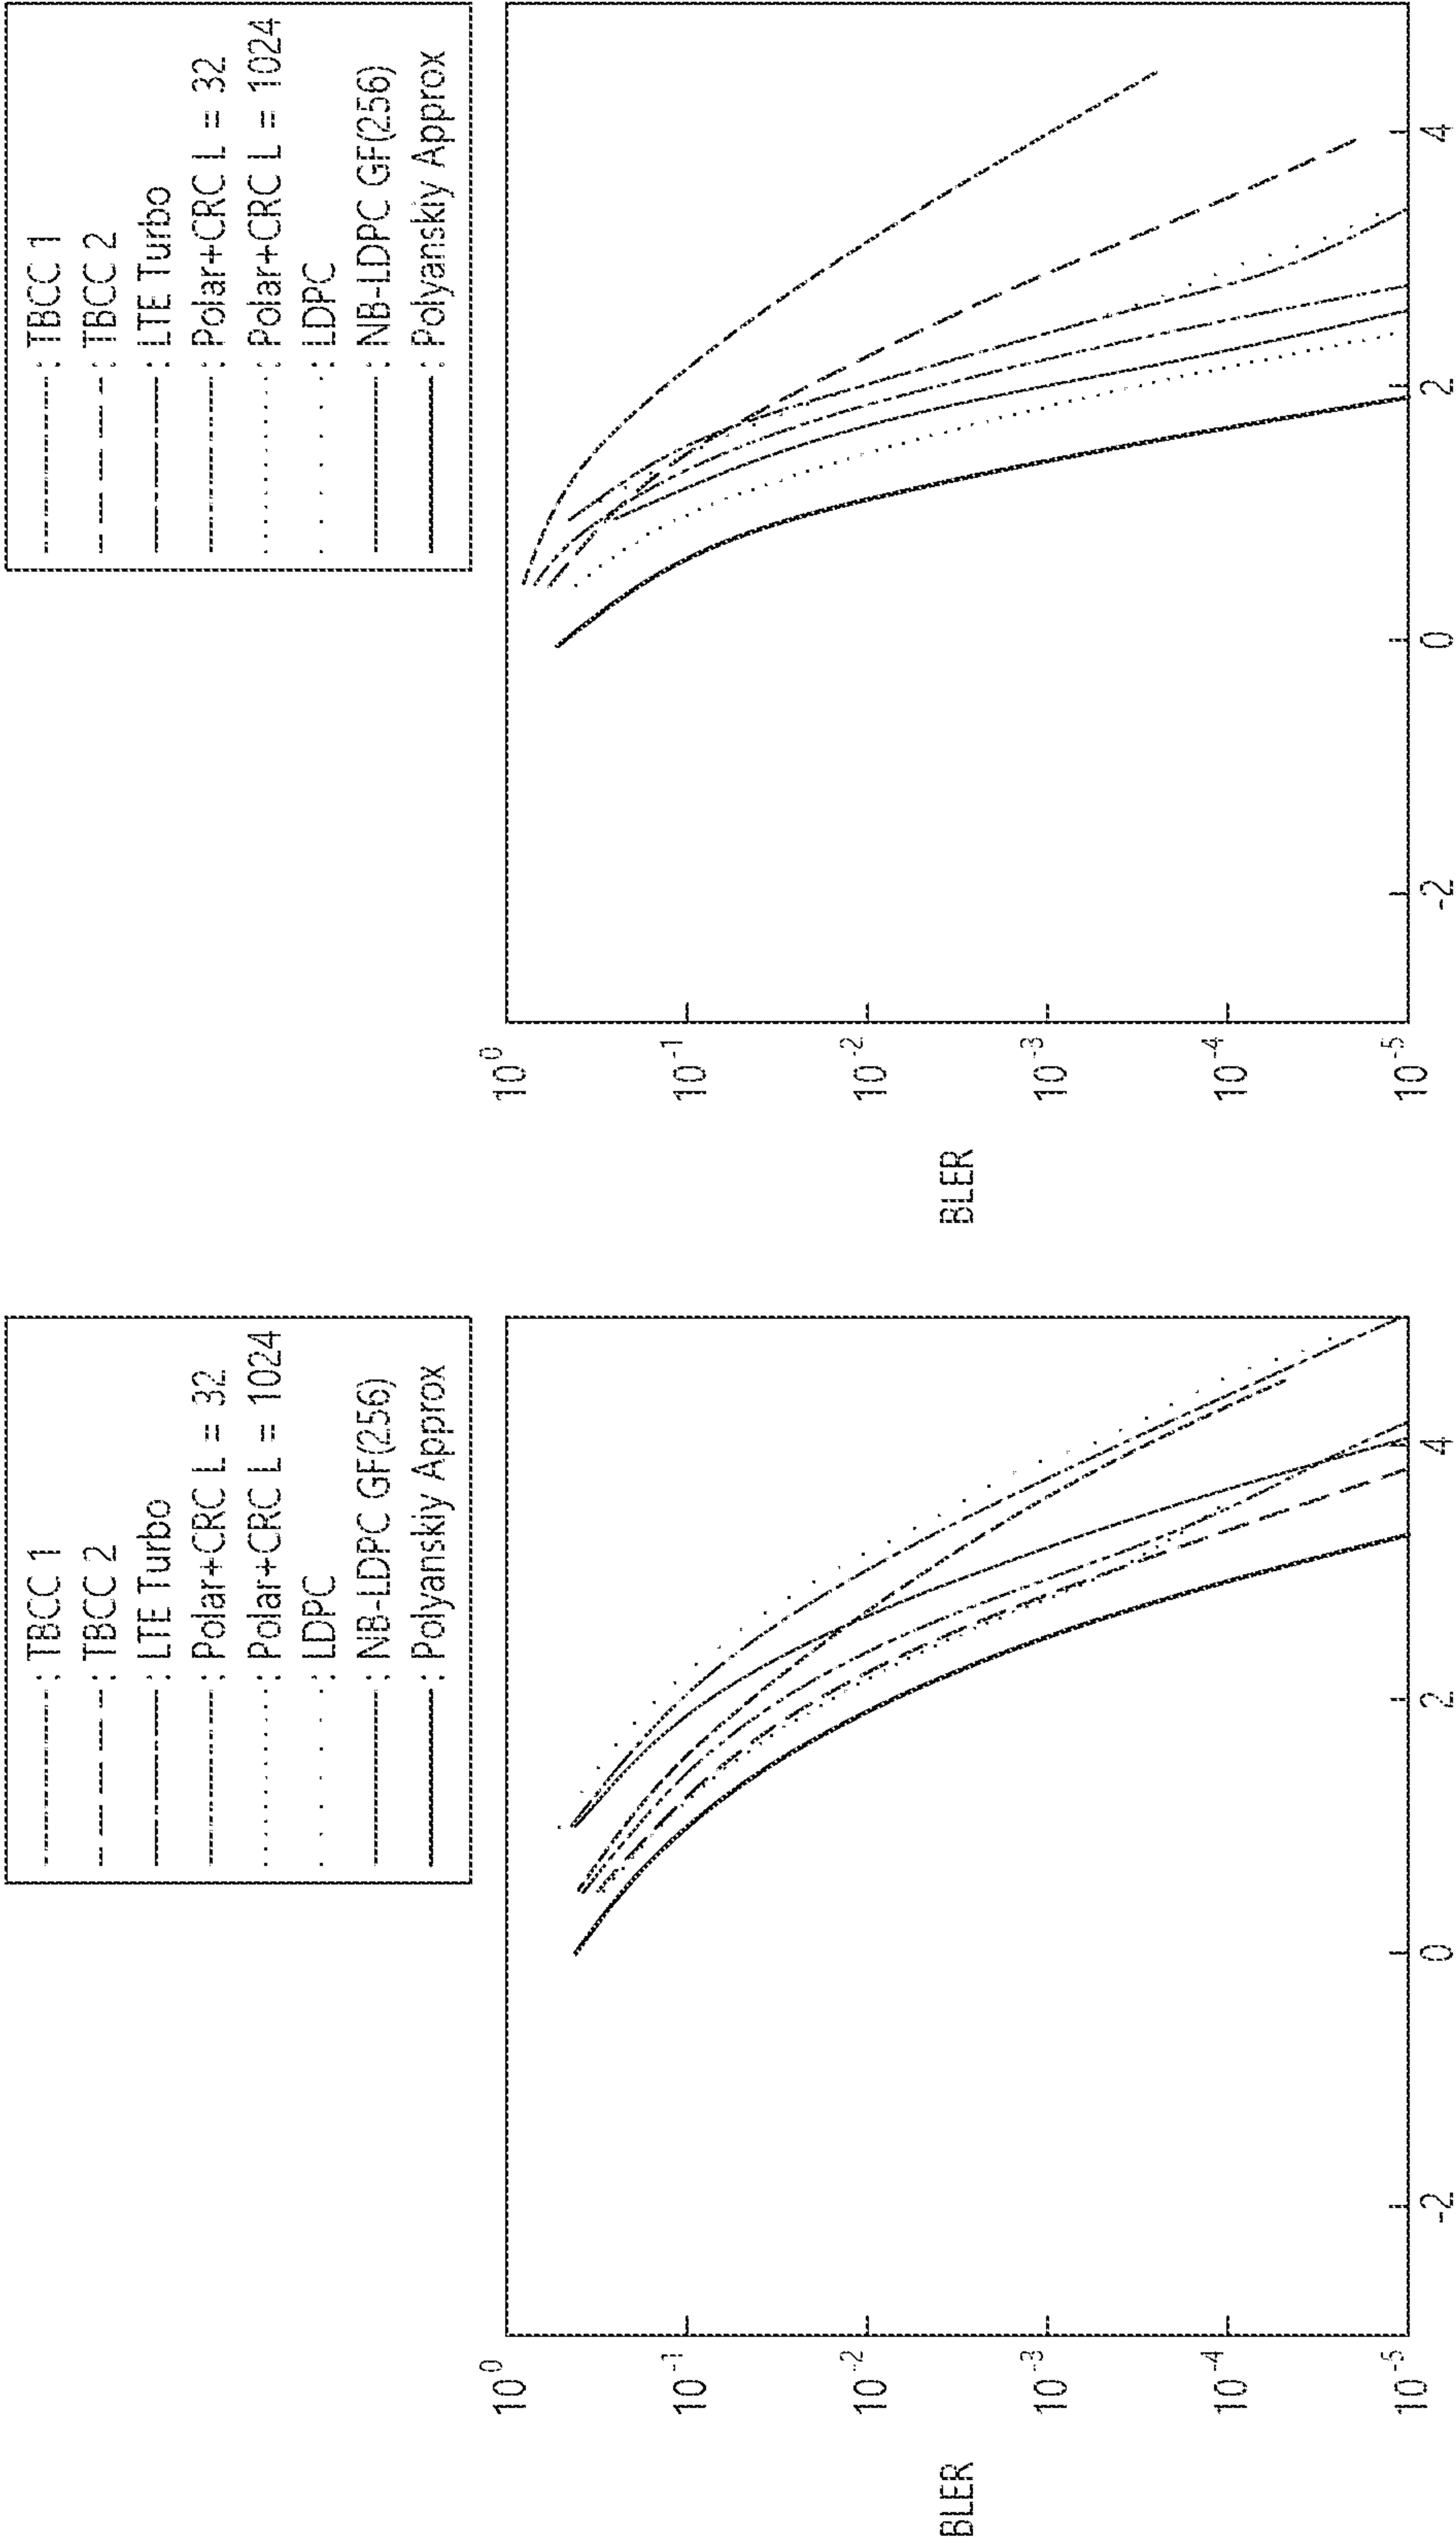 : TBCC 1
: TBCC 2
: LTE Turbo
: Polar+CRC L = 32
: Polar+CRC L = 1024
: LDPC
: NB-LDPC GF(256)
: Polyanskiy Approx
10^0
10^-1
10^-2
10^-3
10^-4
10^-5
BLER
-2
0
2
4
: TBCC 1
: TBCC 2
: LTE Turbo
: Polar+CRC L = 32
: Polar+CRC L = 1024
: LDPC
: NB-LDPC GF(256)
: Polyanskiy Approx
10^0
10^-1
10^-2
10^-3
10^-4
10^-5
BLER
-2
0
2
4